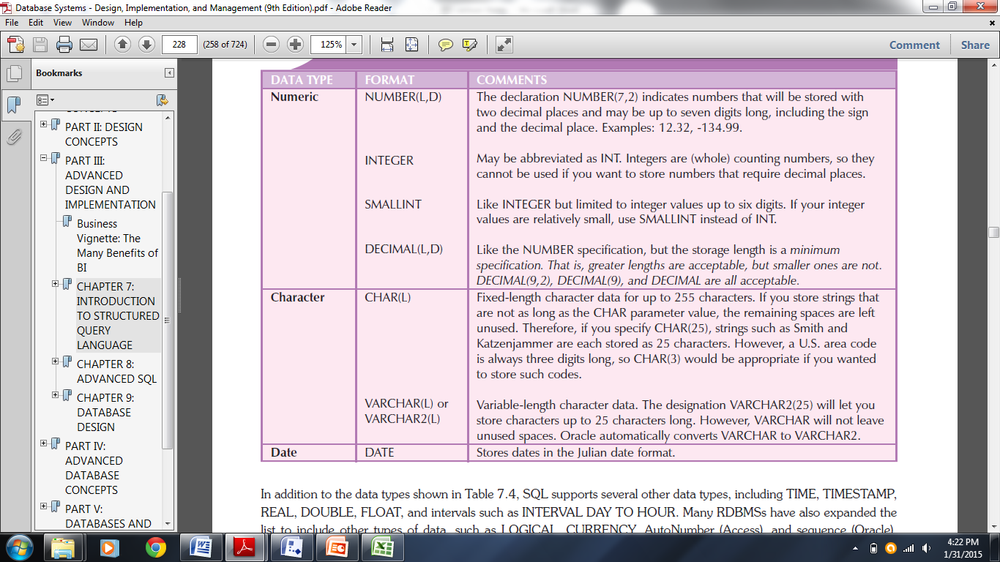 Database Systems - Design, Implementation, and Management (9th Edition).pdf - Adobe Reader
File Edit View Window Help
228 (258 of 724) 125% Comment Share
Bookmarks
PART II: DESIGN
CONCEPTS
PART III:
ADVANCED
DESIGN AND
IMPLEMENTATION
Business
Vignette: The
Many Benefits of
BI
CHAPTER 7:
INTRODUCTION
TO STRUCTURED
QUERY
LANGUAGE
CHAPTER 8:
ADVANCED SQL
CHAPTER 9:
DATABASE
DESIGN
PART IV:
ADVANCED
DATABASE
CONCEPTS
PART V:
DATABASES AND
DATA TYPE FORMAT COMMENTS
Numeric NUMBER(L,D) The declaration NUMBER(7,2) indicates numbers that will be stored with
two decimal places and may be up to seven digits long, including the sign
and the decimal place. Examples: 12.32, -134.99.
INTEGER May be abbreviated as INT. Integers are (whole) counting numbers, so they
cannot be used if you want to store numbers that require decimal places.
SMALLINT Like INTEGER but limited to integer values up to six digits. If your integer
values are relatively small, use SMALLINT instead of INT.
DECIMAL(L,D) Like the NUMBER specification, but the storage length is a minimum
specification. That is, greater lengths are acceptable, but smaller ones are not.
DECIMAL(9,2), DECIMAL(9), and DECIMAL are all acceptable.
Character CHAR(L) Fixed-length character data for up to 255 characters. If you store strings that
are not as long as the CHAR parameter value, the remaining spaces are left
unused. Therefore, if you specify CHAR(25), strings such as Smith and
Katzenjammer are each stored as 25 characters. However, a U.S. area code
is always three digits long, so CHAR(3) would be appropriate if you wanted
to store such codes.
VARCHAR(L) or Variable-length character data. The designation VARCHAR2(25) will let you
VARCHAR2(L) store characters up to 25 characters long. However, VARCHAR will not leave
unused spaces. Oracle automatically converts VARCHAR to VARCHAR2.
Date DATE Stores dates in the Julian date format.
In addition to the data types shown in Table 7.4, SQL supports several other data types, including TIME, TIMESTAMP,
REAL, DOUBLE, FLOAT, and intervals such as INTERVAL DAY TO HOUR. Many RDBMSs have also expanded the
list to include other types of data, such as LOGICAL, CURRENCY, AutoNumber (Access), and sequence (Oracle).
4:22 PM
1/31/2015